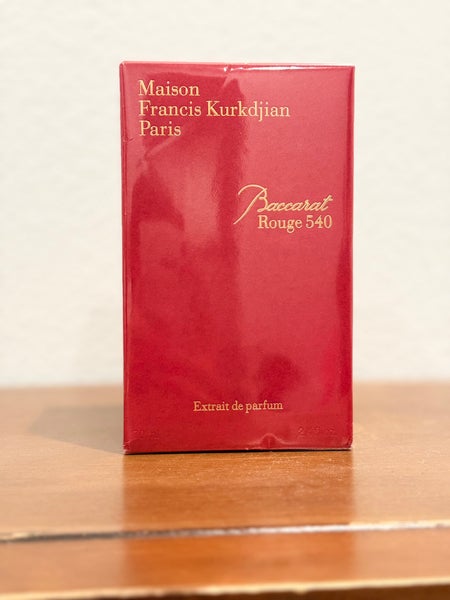 Maison
Francis Kurkdjian
Paris
Baccarat
Rouge 540
Extrait de parfum